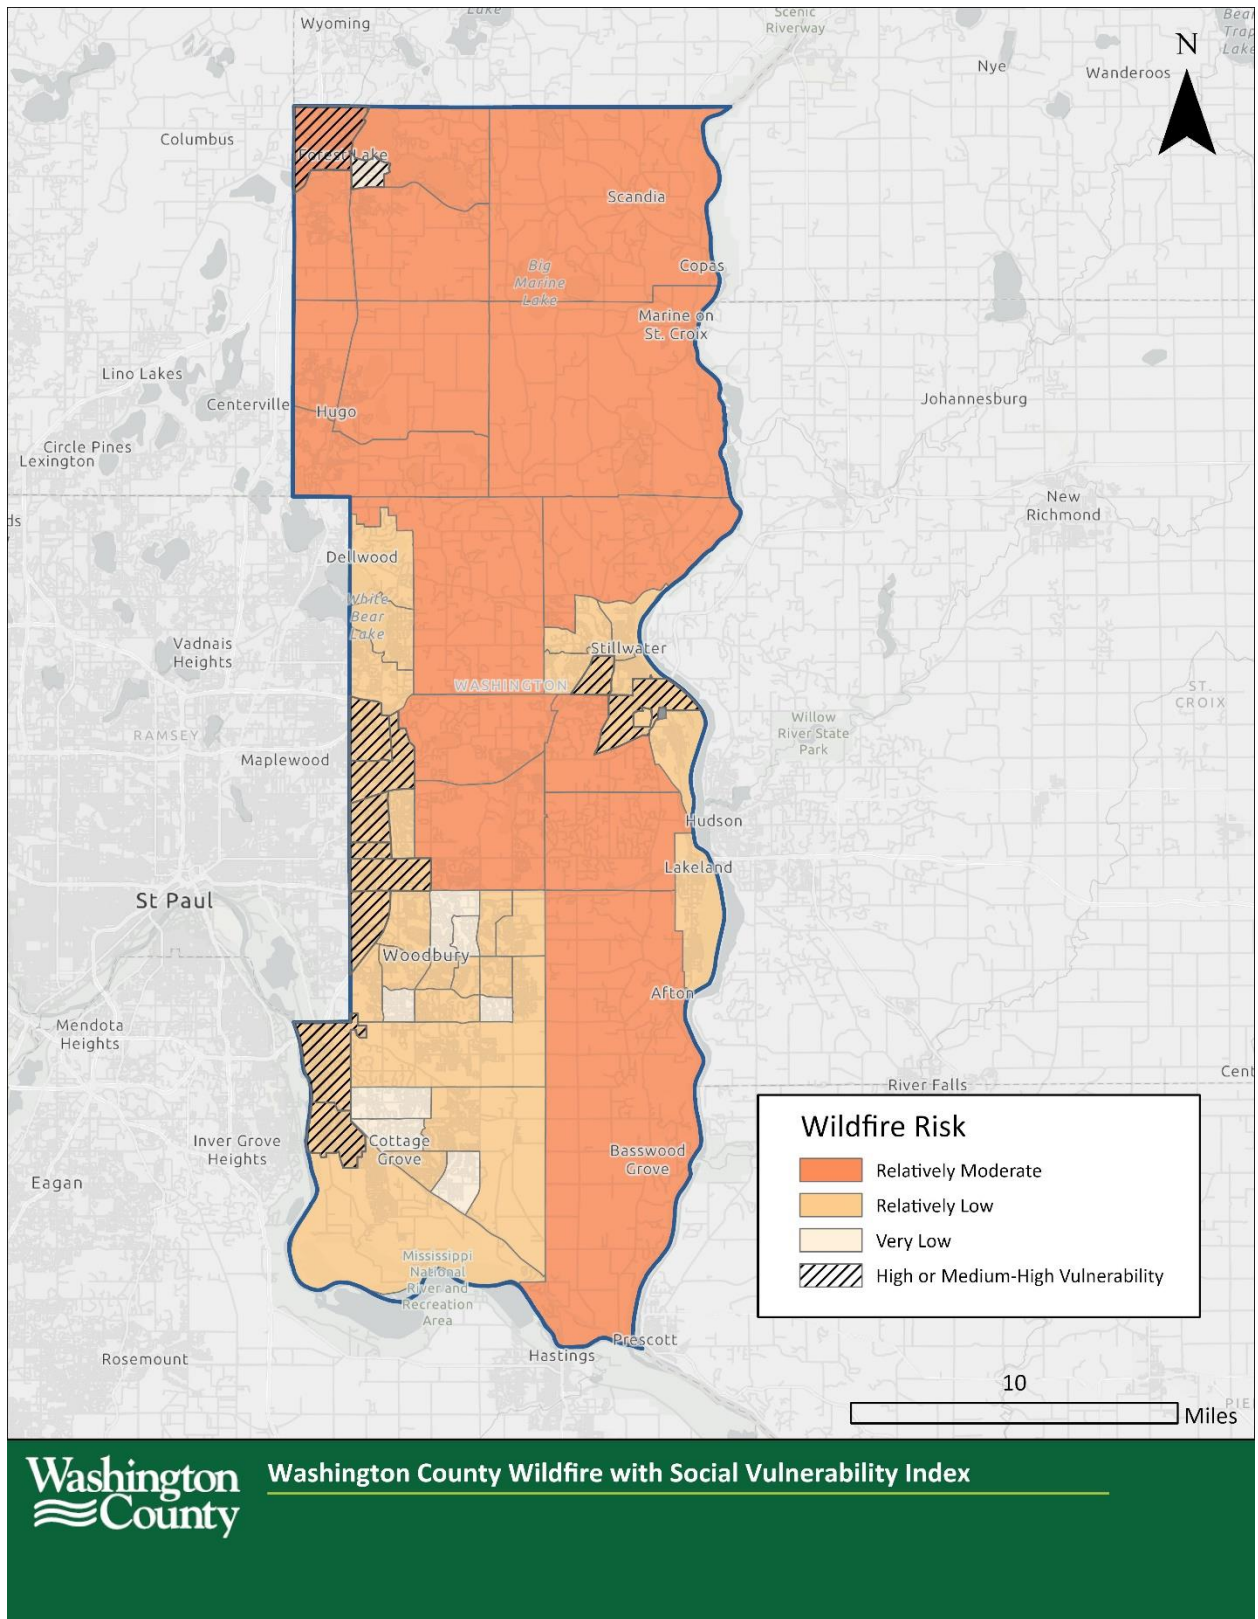 Lake
Wyoming
Scenic
Riverway
Bear
Trap
Lake
N
Nye
Wanderoos
Columbus
Forest Lake
Scandia
Big
Marine
Lake
Copas
Marine on
St. Croix
Lino Lakes
Centerville
Hugo
Johannesburg
Circle Pines
Lexington
New
Richmond
ds
Dellwood
White
Bear
Lake
Vadnais
Heights
Stillwater
WASHINGTON
ST.
CROIX
RAMSEY
Maplewood
Willow
River State
Park
Hudson
Lakeland
St Paul
Woodbury
Afton
Mendota
Heights
River Falls
Cent
Inver Grove
Heights
Cottage
Grove
Basswood
Grove
Eagan
Mississippi
National
River and
Recreation
Area
Prescott
Hastings
Rosemount
Wildfire Risk
Relatively Moderate
Relatively Low
Very Low
High or Medium-High Vulnerability
10
Miles
PIE
Washington
County
Washington County Wildfire with Social Vulnerability Index